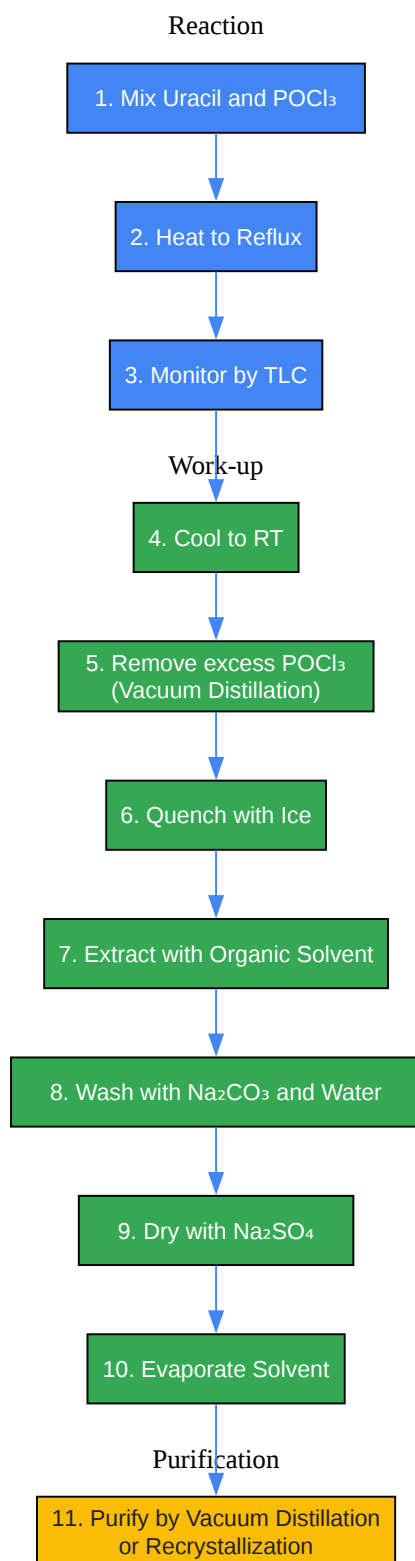 Reaction
1. Mix Uracil and POCl₃
2. Heat to Reflux
3. Monitor by TLC
Work-up
4. Cool to RT
5. Remove excess POCl₃
(Vacuum Distillation)
6. Quench with Ice
7. Extract with Organic Solvent
8. Wash with Na₂CO₃ and Water
9. Dry with Na₂SO₄
10. Evaporate Solvent
Purification
11. Purify by Vacuum Distillation
or Recrystallization